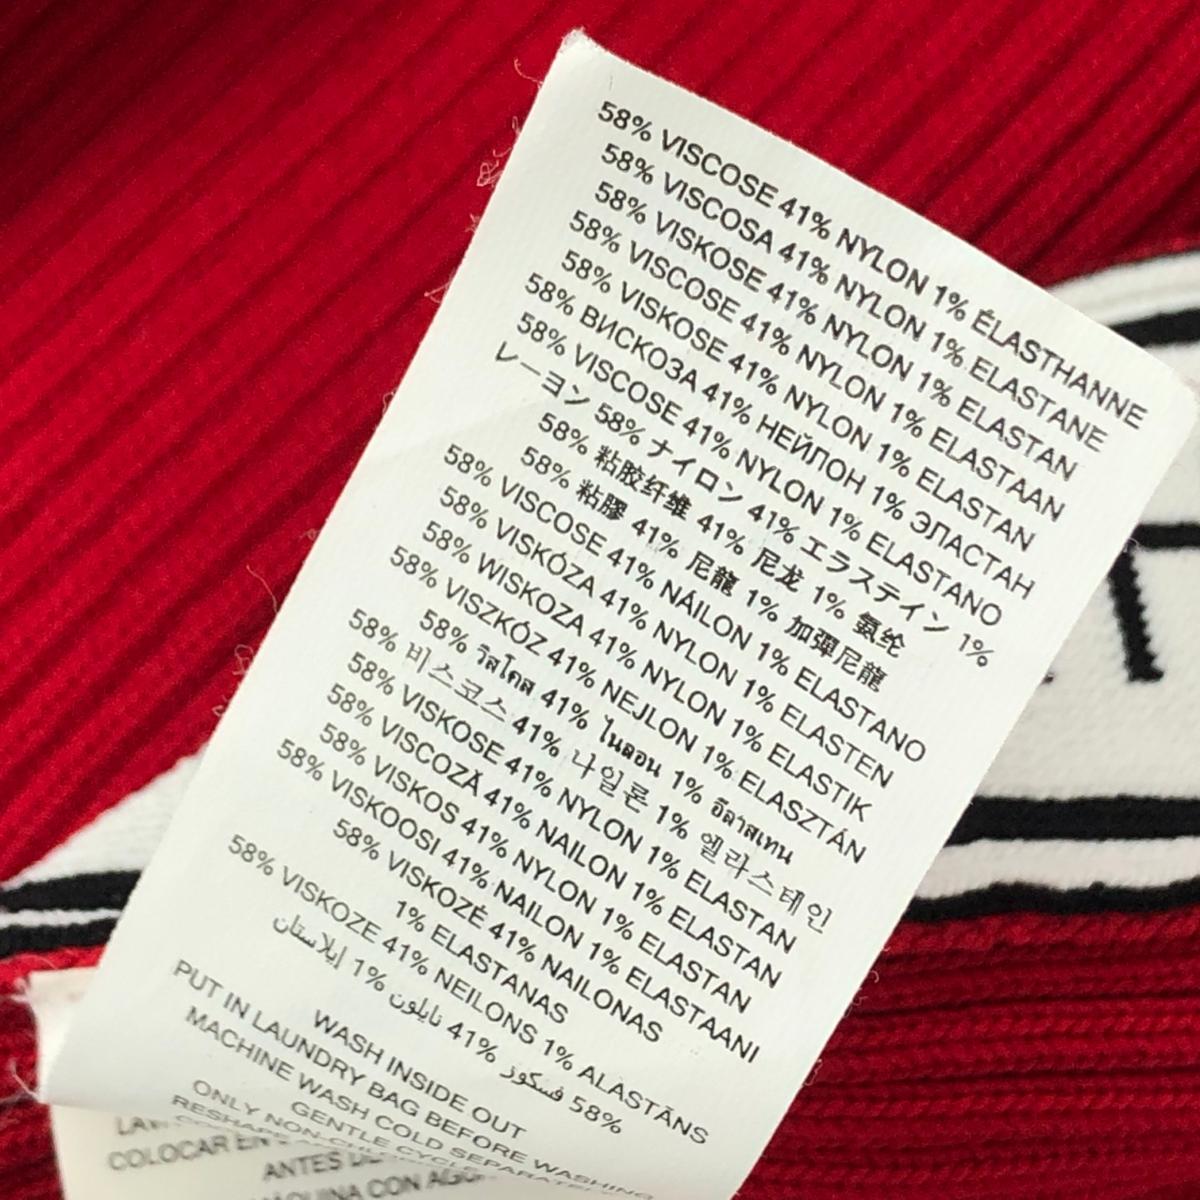 58% VISCOSE 41% NYLON 1% ÉLASTHANNE
58% VISCOSA 41% NYLON 1% ELASTANE
58% VISKOSE 41% NYLON 1% ELASTAN
58% VISCOSE 41% NYLON 1% ELASTAAN
58% VISKOSE 41% NYLON 1% ELASTAN
58% ВИСКОЗА 41% НЕЙЛОН 1% ЭЛАСТАН
58% VISCOSE 41% NYLON 1% ELASTANO
レーヨン 58% ナイロン 41% エラステイン 1%
58% 粘胶纤维 41% 尼龙 1% 氨纶
58% 粘膠 41% 尼龍 1% 加彈尼龍
58% VISCOSE 41% NÁILON 1% ELASTANO
58% VISKÓZA 41% NYLON 1% ELASTEN
58% WISKOZA 41% NYLON 1% ELASTIK
58% VISZKÓZ 41% NEJLON 1% ELASZTÁN
58% วิสโคส 41% ไนลอน 1% อีลาสเทน
58% 비스코스 41% 나일론 1% 엘라스테인
58% VISKOSE 41% NYLON 1% ELASTAN
58% VISCOZĂ 41% NAILON 1% ELASTAN
58% VISKOS 41% NYLON 1% ELASTAN
58% VISKOOSI 41% NAILON 1% ELASTAANI
58% VISKOZĖ 41% NAILONAS
1% ELASTANAS
58% VISKOZE 41% NEILONS 1% ALASTĀNS
58% فسكوز 41% نايلون 1% إيلاستان
WASH INSIDE OUT
PUT IN LAUNDRY BAG BEFORE WASHING
MACHINE WASH COLD SEPARATELY
GENTLE CYCLE
ONLY NON-CHLOR
COLOCAR EN
ANTES DE
MÁQUINA CON AGU